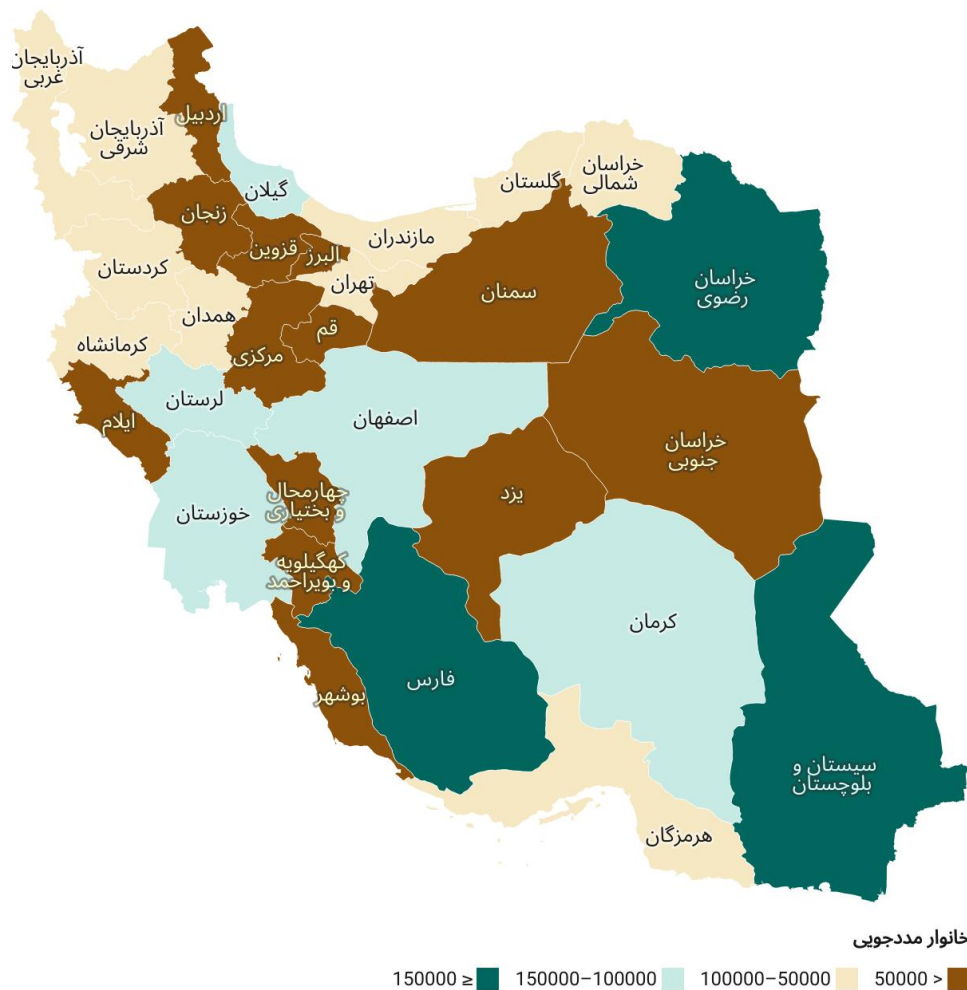 آذربایجان
غربی
اردبیل
آذربایجان
شرقی
گیلان
خراسان
شمالی
گلستان
زنجان
مازندران
قزوین
البرز
کردستان
تهران
سمنان
خراسان
رضوی
همدان
قم
کرمانشاه
مرکزی
لرستان
اصفهان
ایلام
خراسان
جنوبی
یزد
چهارمحال
و بختیاری
خوزستان
کهگیلویه
و بویراحمد
کرمان
فارس
بوشهر
سیستان و
بلوچستان
هرمزگان
خانوار مددجویی
50000 >
100000–50000
150000–100000
150000 ≤